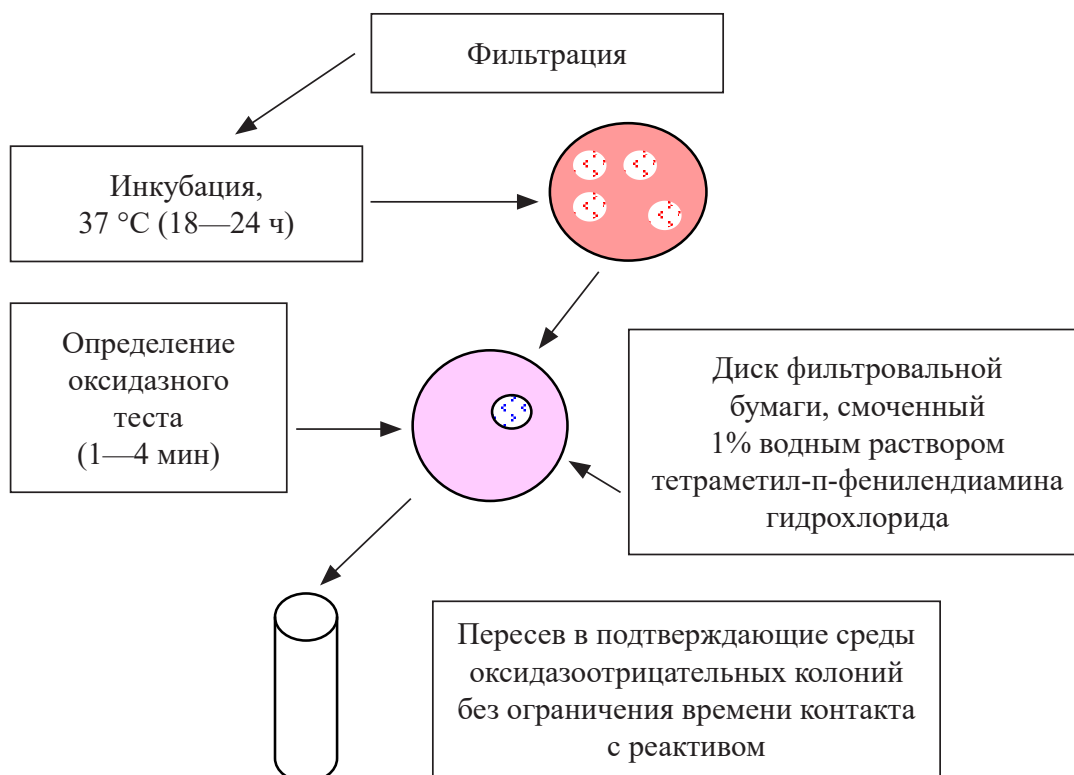 Фильтрация
Инкубация,
37 °С (18—24 ч)
Определение
оксидазного
теста
(1—4 мин)
Диск фильтровальной
бумаги, смоченный
1% водным раствором
тетраметил-п-фенилендиамина
гидрохлорида
Пересев в подтверждающие среды
оксидазоотрицательных колоний
без ограничения времени контакта
с реактивом